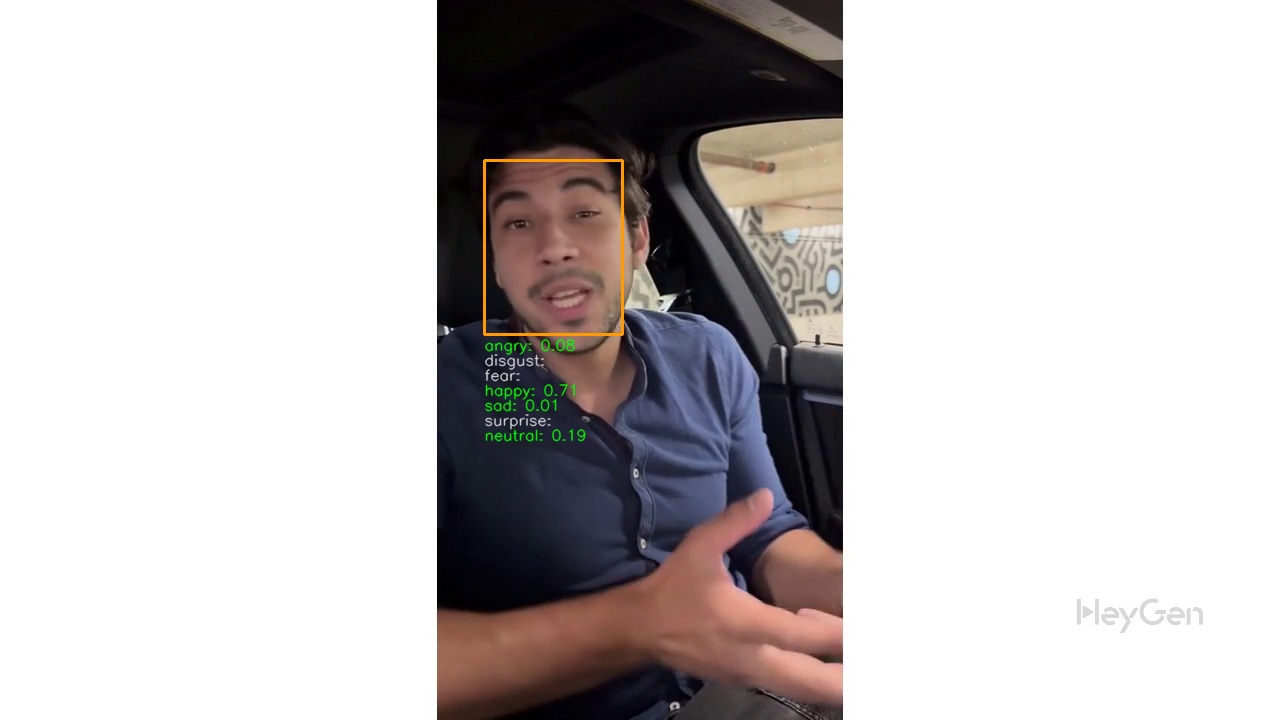 angry: 0.08
disgust:
fear:
happy: 0.71
sad: 0.01
surprise:
neutral: 0.19
HeyGen